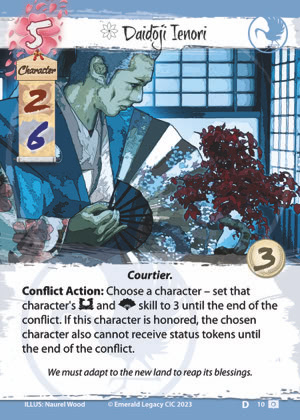 5
Daidoji Ienori
Character
2
6
3
Courtier.
Conflict Action: Choose a character – set that
character's and skill to 3 until the end of the
conflict. If this character is honored, the chosen
character also cannot receive status tokens until
the end of the conflict.
We must adapt to the new land to reap its blessings.
ILLUS: Naurel Wood © Emerald Legacy CIC 2023 D 10